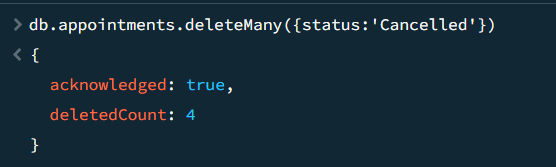 > db.appointments.deleteMany({status:'Cancelled'})
< {
acknowledged: true,
deletedCount: 4
}